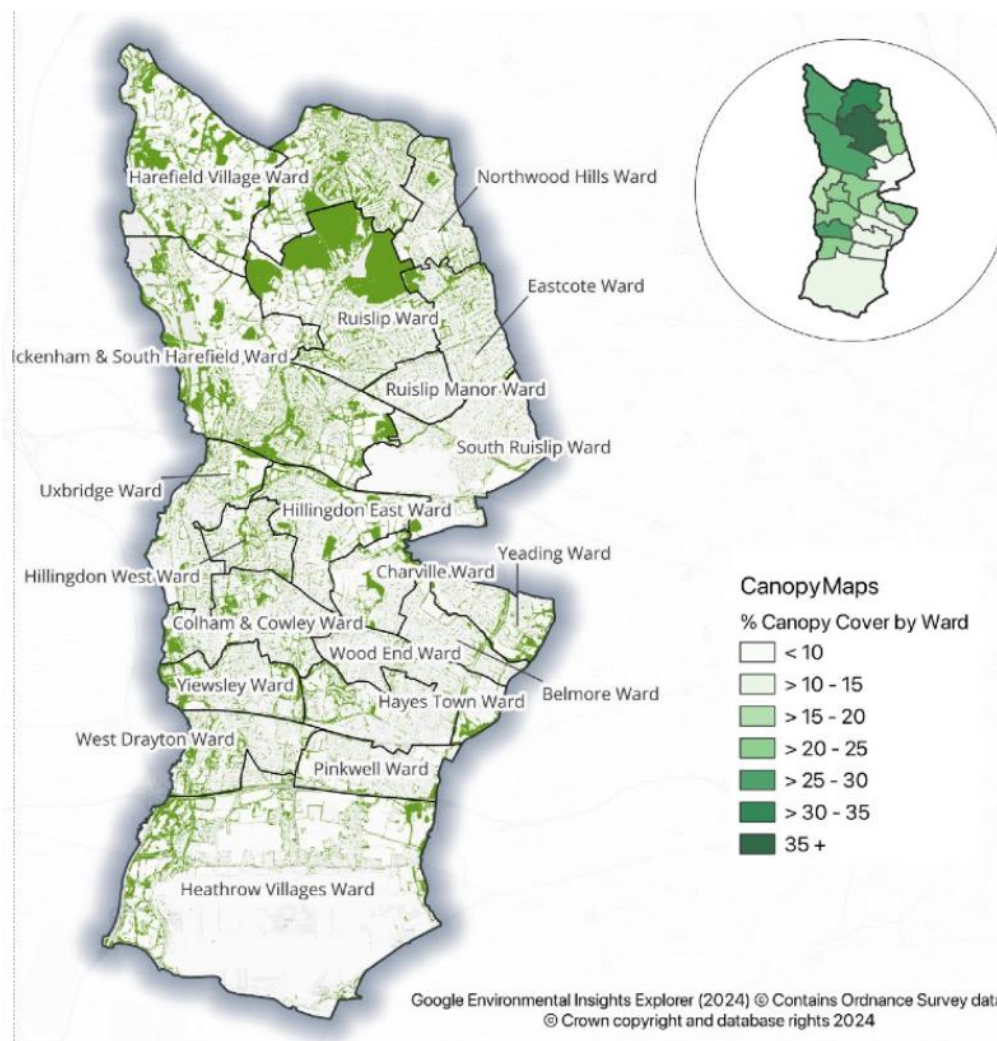 Harefield Village Ward
Northwood Hills Ward
Eastcote Ward
Ruislip Ward
Ickenham & South Harefield Ward
Ruislip Manor Ward
South Ruislip Ward
Uxbridge Ward
Hillingdon East Ward
Yeading Ward
Hillingdon West Ward
Charville Ward
Colham & Cowley Ward
Wood End Ward
Yiewsley Ward
Hayes Town Ward
Belmore Ward
West Drayton Ward
Pinkwell Ward
Heathrow Villages Ward
Canopy Maps
% Canopy Cover by Ward
< 10
> 10 - 15
> 15 - 20
> 20 - 25
> 25 - 30
> 30 - 35
35 +
Google Environmental Insights Explorer (2024) © Contains Ordnance Survey data
© Crown copyright and database rights 2024